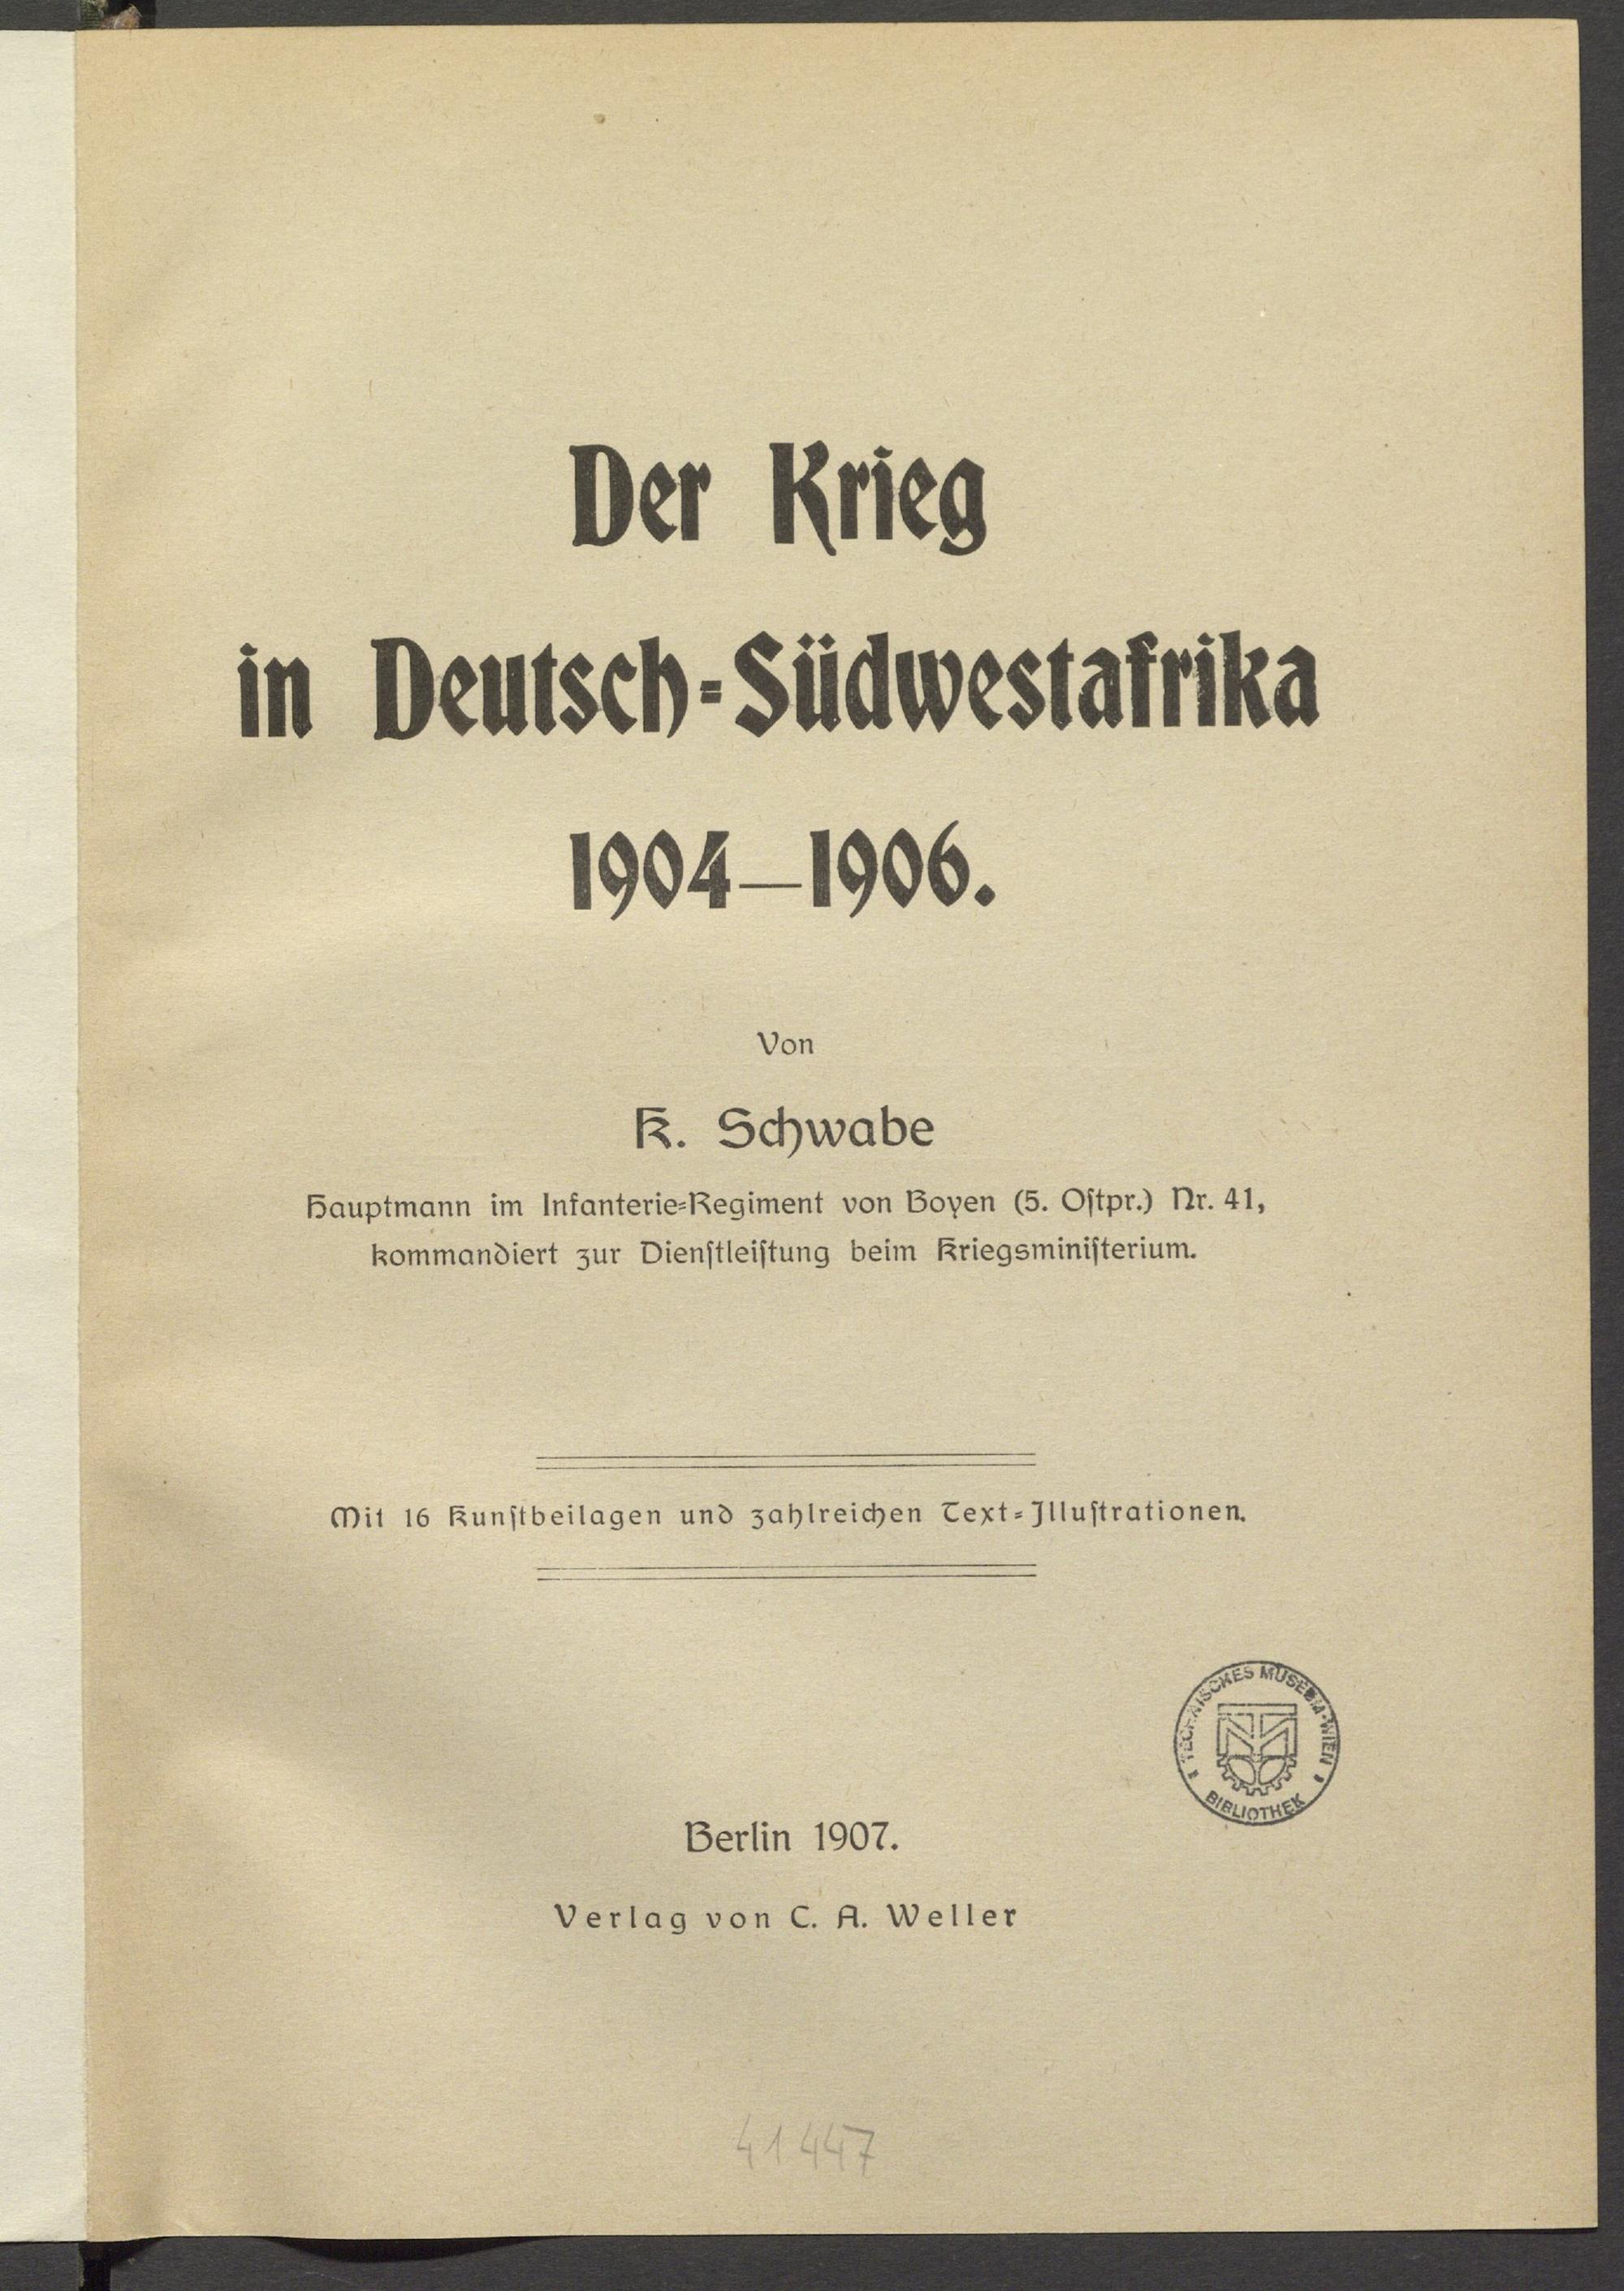 Der Krieg
in Deutsch-Südwestafrika
1904—1906.
Von
K. Schwabe
Hauptmann im Infanterie-Regiment von Boyen (5. Oſtpr.) Nr. 41,
kommandiert zur Dienſtleiſtung beim Kriegsminiſterium.
Mit 16 Kunſtbeilagen und zahlreichen Text-Illuſtrationen.
TECHNISCHES MUSEUM-WIEN
BIBLIOTHEK
Berlin 1907.
Verlag von C. A. Weller
41447